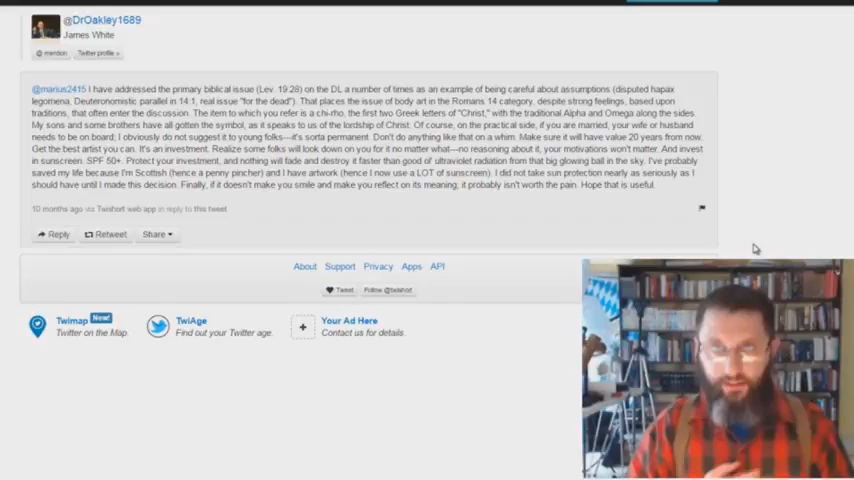 @DrOakley1689
James White
@ mention
Twitter profile »
@marius2415 I have addressed the primary biblical issue (Lev. 19:28) on the DL a number of times as an example of being careful about assumptions (disputed hapax
legomena, Deuteronomistic parallel in 14:1, real issue "for the dead"). That places the issue of body art in the Romans 14 category, despite strong feelings, based upon
traditions, that often enter the discussion. The item to which you refer is a chi-rho, the first two Greek letters of "Christ," with the traditional Alpha and Omega along the sides.
My sons and some brothers have all gotten the symbol, as it speaks to us of the lordship of Christ. Of course, on the practical side, if you are married, your wife or husband
needs to be on board; I obviously do not suggest it to young folks---it's sorta permanent. Don't do anything like that on a whim. Make sure it will have value 20 years from now.
Get the best artist you can. It's an investment. Realize some folks will look down on you for it no matter what---no reasoning about it, your motivations won't matter. And invest
in sunscreen. SPF 50+. Protect your investment, and nothing will fade and destroy it faster than good ol' ultraviolet radiation from that big glowing ball in the sky. I've probably
saved my life because I'm Scottish (hence a penny pincher) and I have artwork (hence I now use a LOT of sunscreen). I did not take sun protection nearly as seriously as I
should have until I made this decision. Finally, if it doesn't make you smile and make you reflect on its meaning; it probably isn't worth the pain. Hope that is useful.
10 months ago via Twishort web app in reply to this tweet
Reply
Retweet
Share
About Support Privacy Apps API
Tweet
Follow @twishort
Twimap New!
Twitter on the Map.
TwiAge
Find out your Twitter age.
Your Ad Here
Contact us for details.